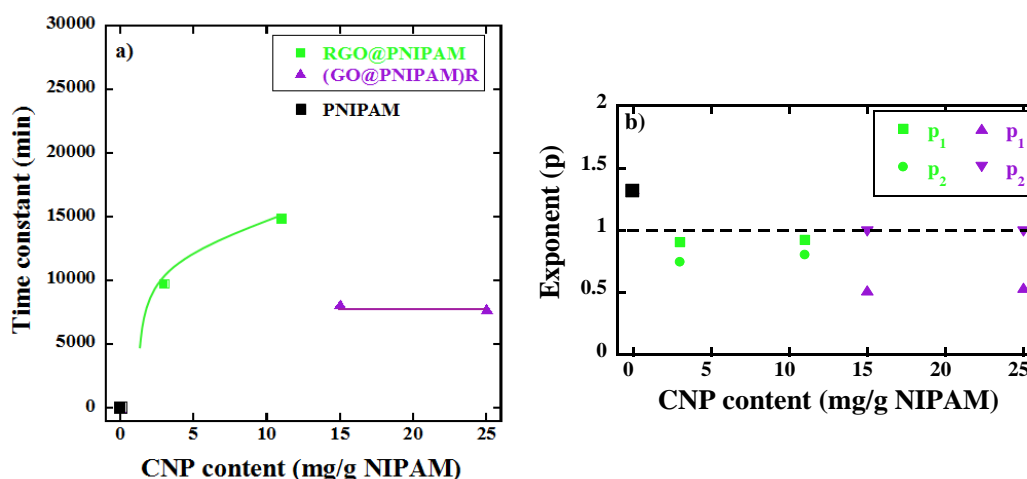 a)
30000
25000
20000
15000
10000
5000
0
Time constant (min)
RGO@PNIPAM
(GO@PNIPAM)R
PNIPAM
0 5 10 15 20 25
CNP content (mg/g NIPAM)
b)
2
1.5
1
0.5
0
Exponent (p)
p1 p1
p2 p2
0 5 10 15 20 25
CNP content (mg/g NIPAM)